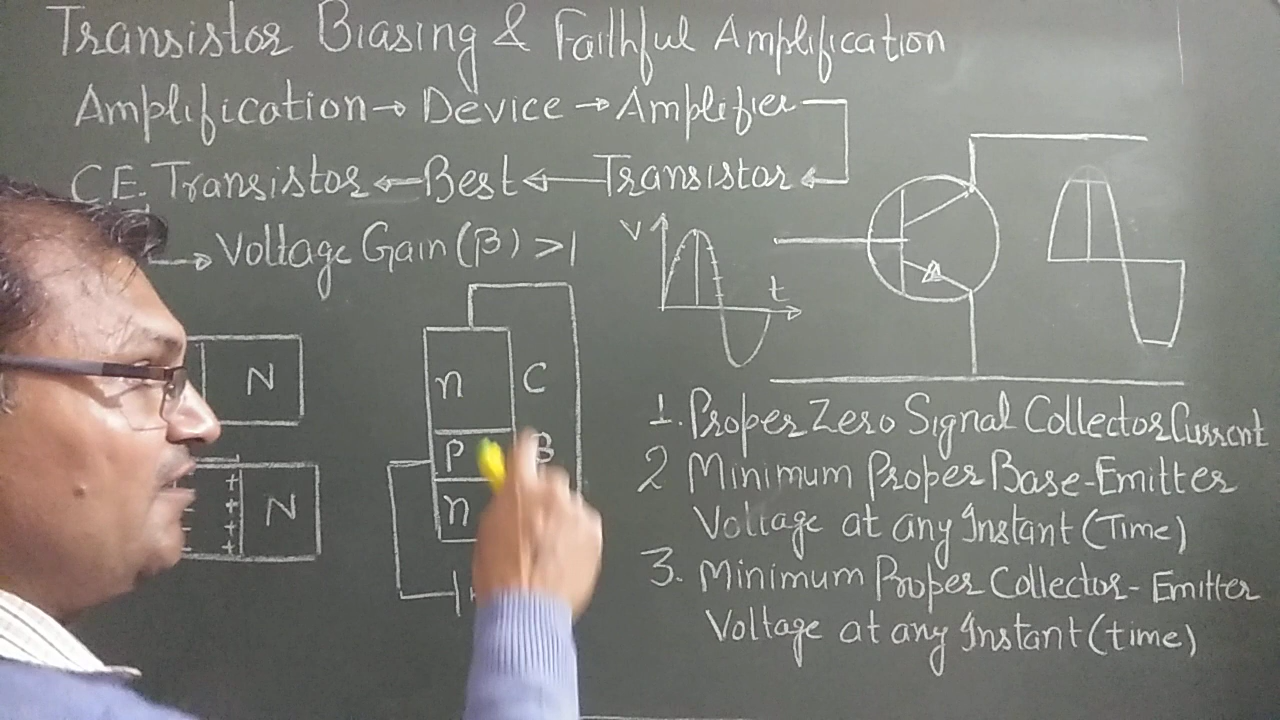 Transistor Biasing & Faithful Amplification
Amplification → Device → Amplifier
CE Transistor ← Best ← Transistor
→ Voltage Gain (β) > 1
V
t
N
n C
P B
+
+
+
+
N
n
1. Proper Zero Signal Collector Current
2 Minimum Proper Base-Emitter
Voltage at any Instant (Time)
3. Minimum Proper Collector-Emitter
Voltage at any Instant (time)